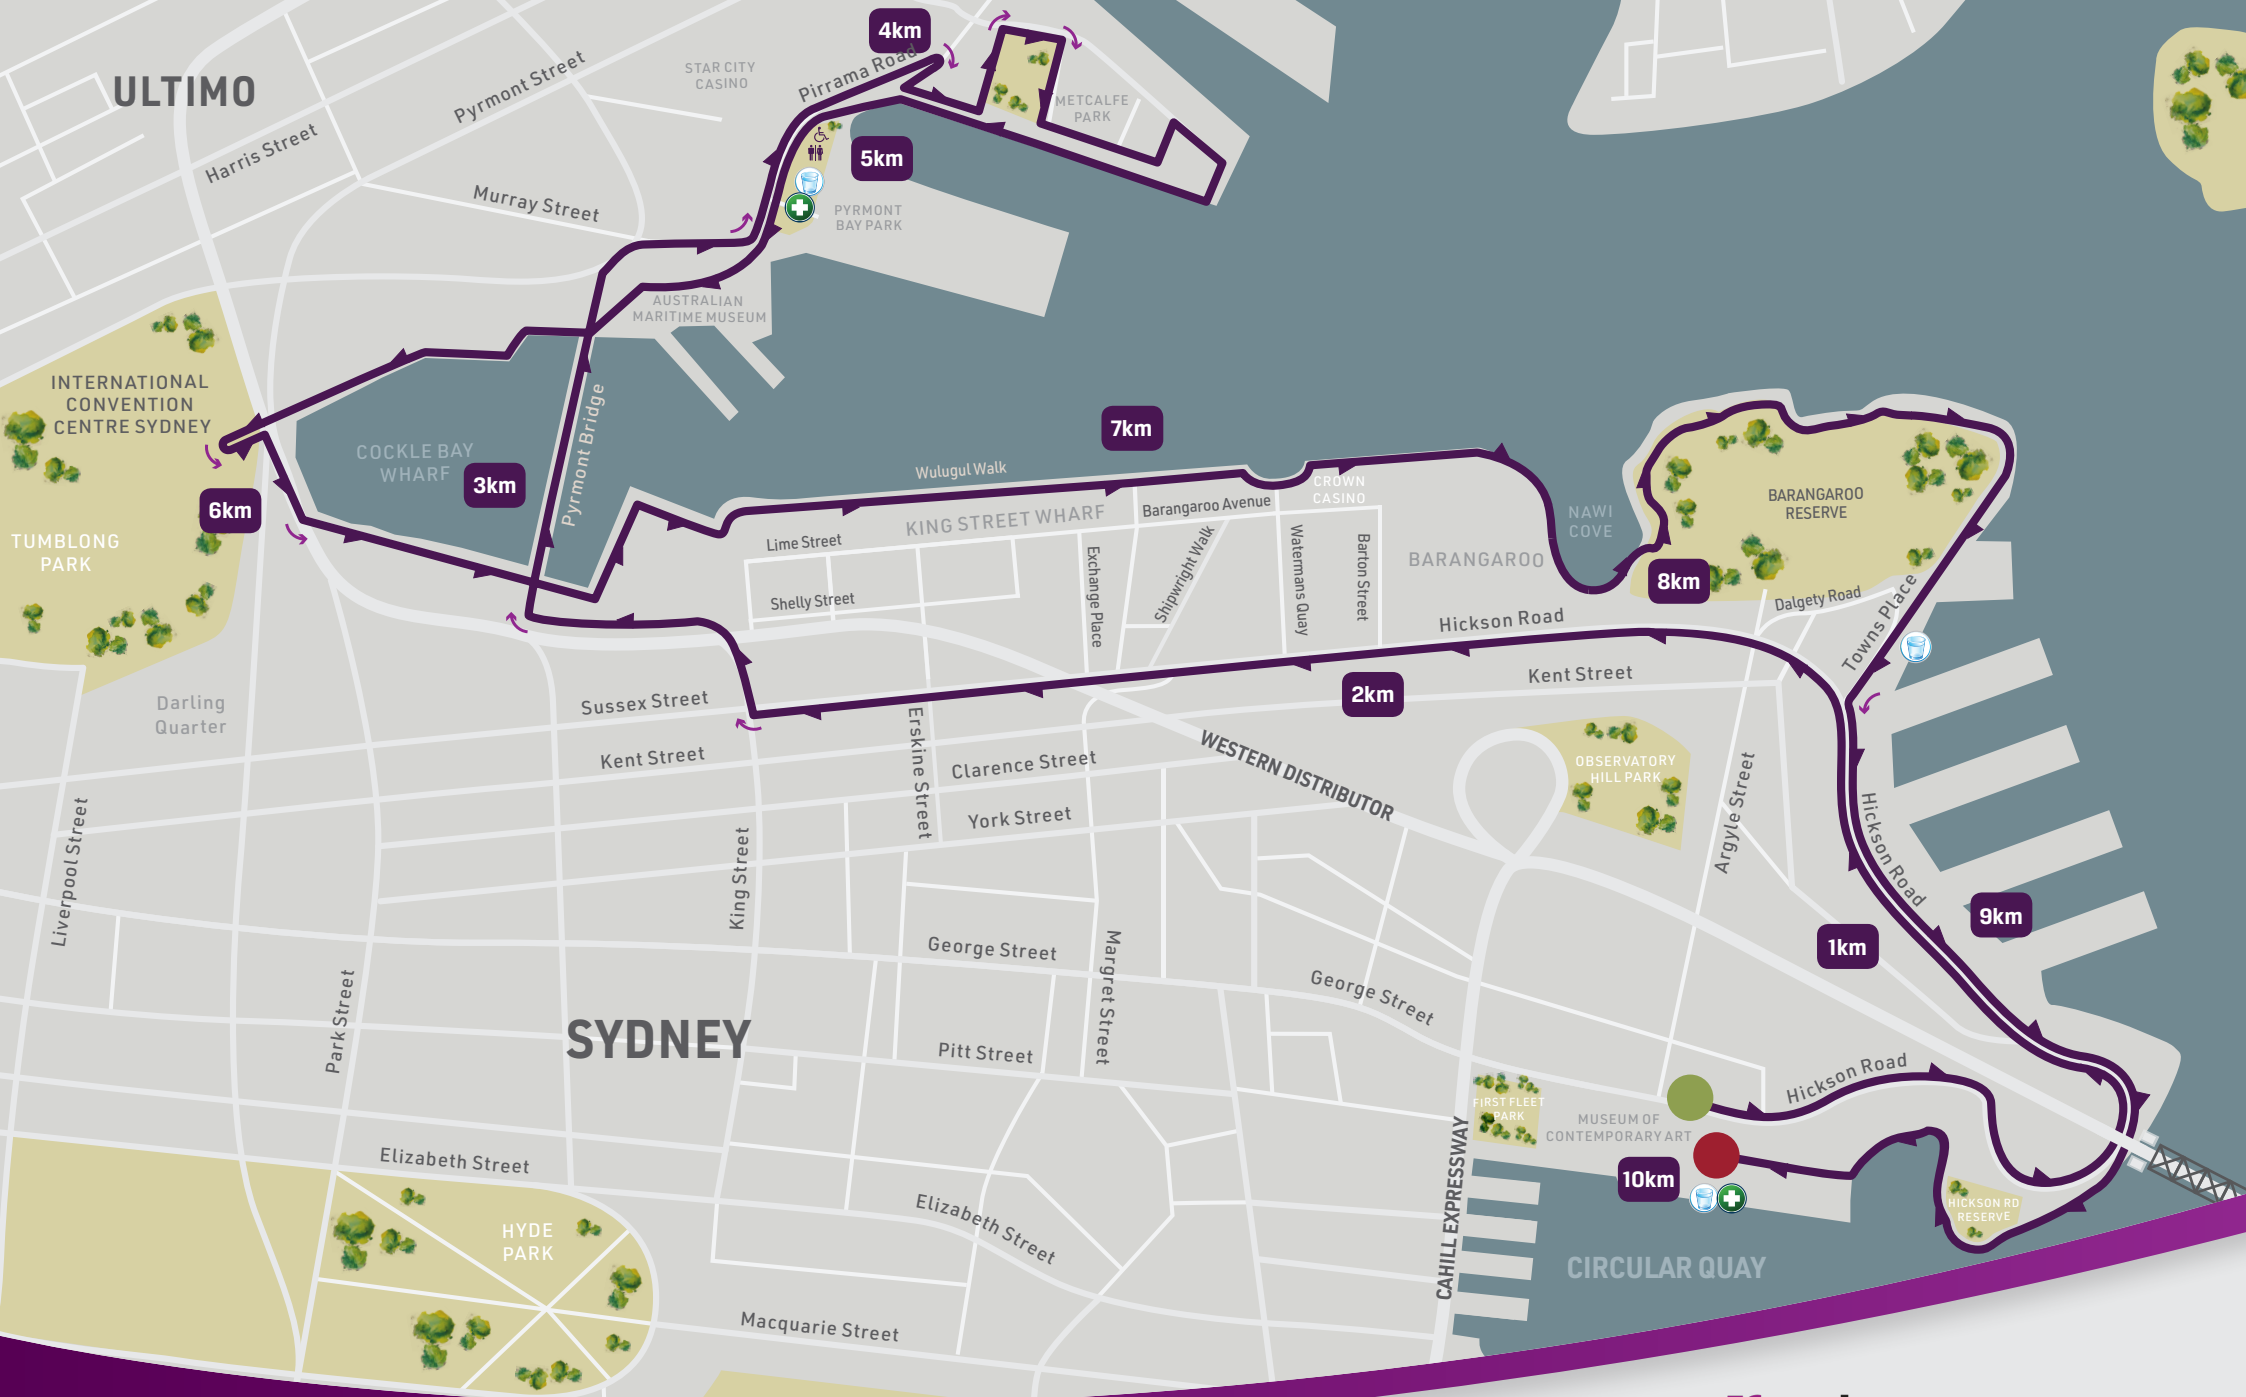 4km
Pirrama Road
STAR CITY
CASINO
Pyrmont Street
ULTIMO
Harris Street
METCALFE
PARK
5km
Murray Street
PYRMONT
BAY PARK
AUSTRALIAN
MARITIME MUSEUM
INTERNATIONAL
CONVENTION
CENTRE SYDNEY
COCKLE BAY
WHARF
3km
Pyrmont Bridge
7km
Wulugul Walk
CROWN
CASINO
Barangaroo Avenue
KING STREET WHARF
NAWI
COVE
BARANGAROO
RESERVE
6km
TUMBLONG
PARK
Lime Street
Exchange Place
Shipwright Walk
Watermans Quay
Barton Street
BARANGAROO
8km
Dalgety Road
Towns Place
Shelly Street
Hickson Road
Kent Street
2km
Darling
Quarter
Sussex Street
Kent Street
Erskine Street
Clarence Street
WESTERN DISTRIBUTOR
OBSERVATORY
HILL PARK
Argyle Street
Hickson Road
York Street
Liverpool Street
King Street
9km
1km
George Street
Margret Street
George Street
Park Street
SYDNEY
Pitt Street
Hickson Road
FIRST FLEET
PARK
MUSEUM OF
CONTEMPORARY ART
CAHILL EXPRESSWAY
10km
Elizabeth Street
Elizabeth Street
HYDE
PARK
HICKSON RD
RESERVE
CIRCULAR QUAY
Macquarie Street